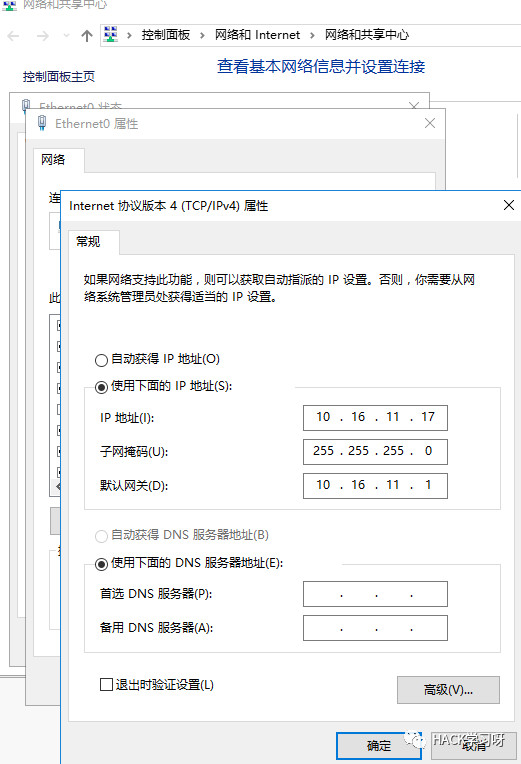 网络和共享中心
控制面板 > 网络和 Internet > 网络和共享中心
查看基本网络信息并设置连接
控制面板主页
Ethernet0 状态
Ethernet0 属性
网络
连
此
Internet 协议版本 4 (TCP/IPv4) 属性
常规
如果网络支持此功能，则可以获取自动指派的 IP 设置。否则，你需要从网
络系统管理员处获得适当的 IP 设置。
自动获得 IP 地址(O)
使用下面的 IP 地址(S):
IP 地址(I): 10 . 16 . 11 . 17
子网掩码(U): 255 . 255 . 255 . 0
默认网关(D): 10 . 16 . 11 . 1
自动获得 DNS 服务器地址(B)
使用下面的 DNS 服务器地址(E):
首选 DNS 服务器(P): . . .
备用 DNS 服务器(A): . . .
退出时验证设置(L)
高级(V)...
确定
取消
HACK学习呀